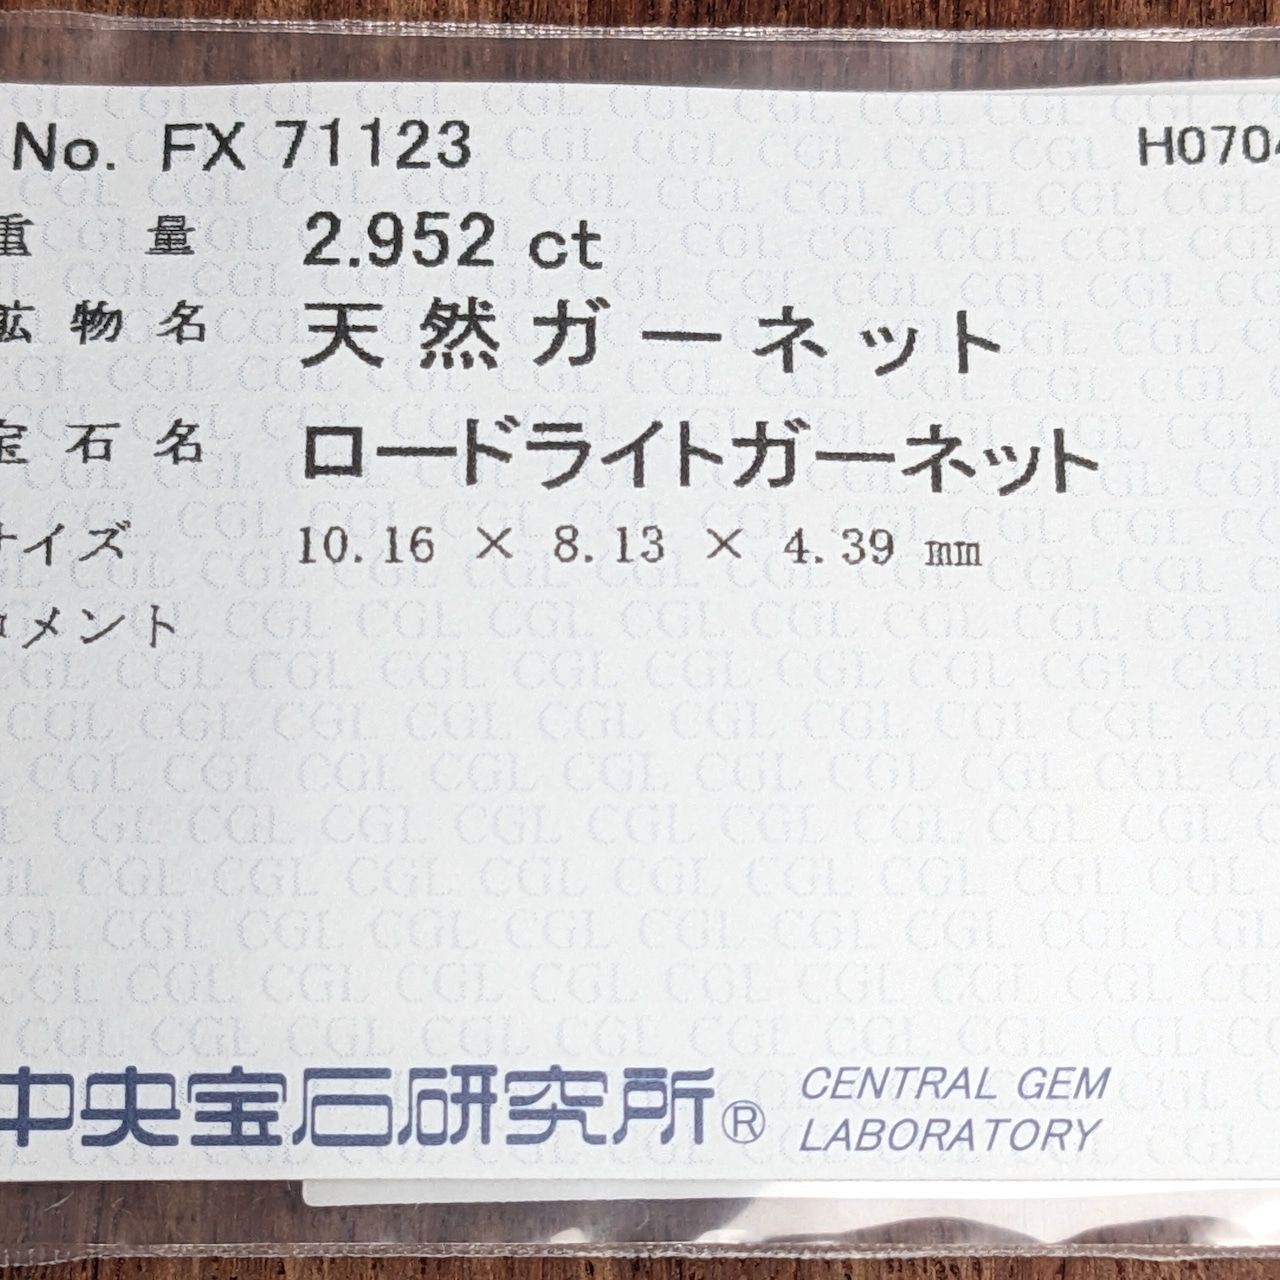 No. FX 71123 H0704
重量 2.952 ct
鉱物名 天然ガーネット
宝石名 ロードライトガーネット
サイズ 10.16 × 8.13 × 4.39 mm
コメント
中央宝石研究所® CENTRAL GEM LABORATORY